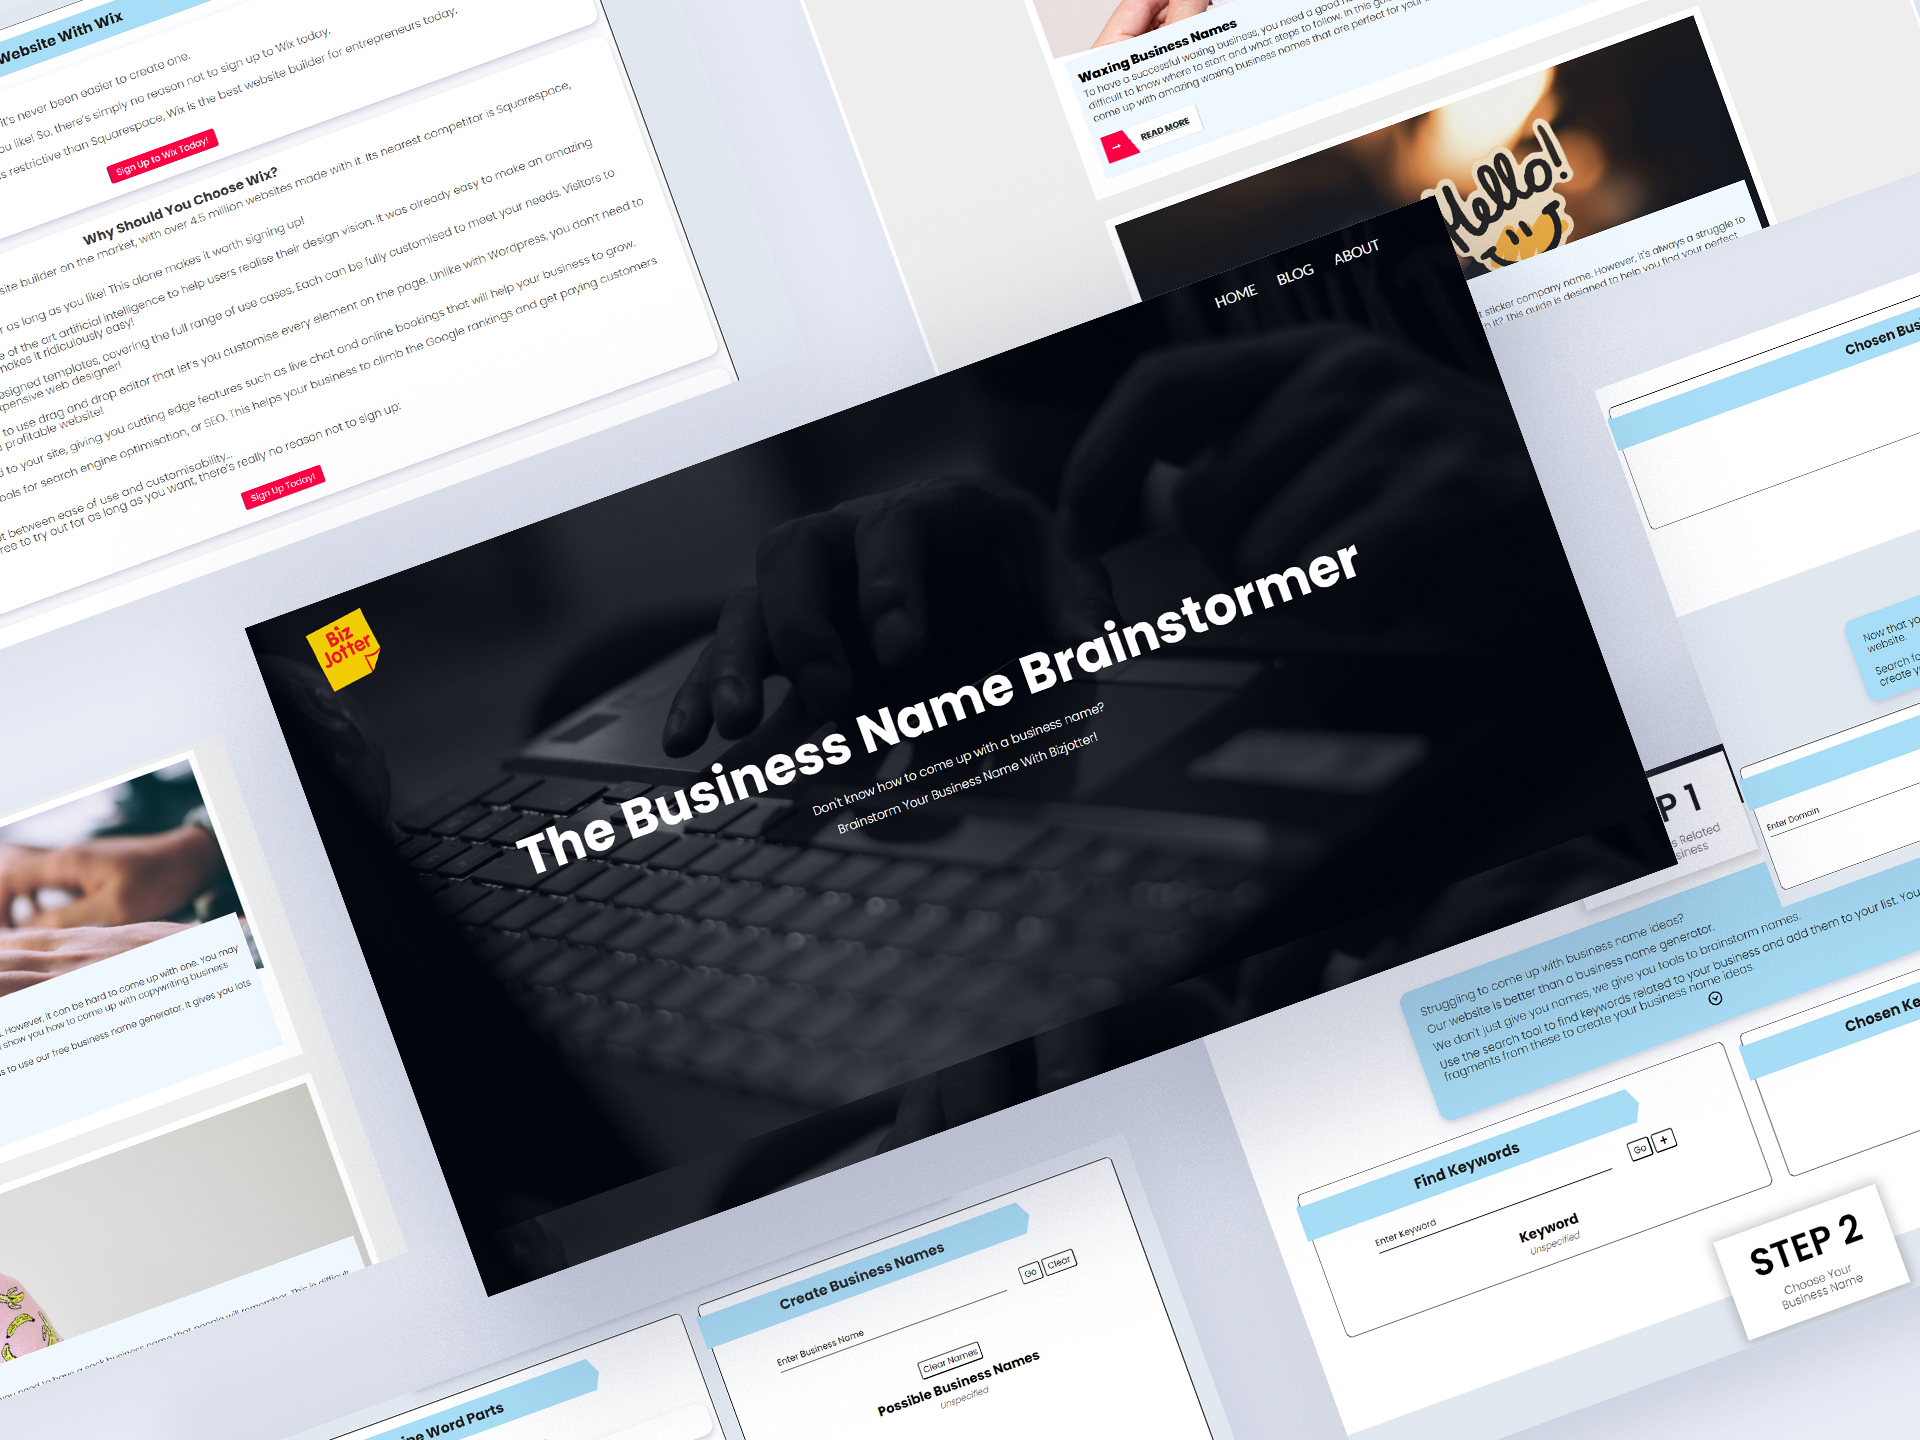 Website With Wix
it's never been easier to create one.
you like! So, there's simply no reason not to sign up to Wix today.
restrictive than Squarespace, Wix is the best website builder for entrepreneurs today.
Sign Up to Wix Today!
Why Should You Choose Wix?
site builder on the market, with over 4.5 million websites made with it. Its nearest competitor is Squarespace,
as long as you like! This alone makes it worth signing up!
of the art artificial intelligence to help users realise their design vision. It was already easy to make an amazing
makes it ridiculously easy!
templates, covering the full range of use cases. Each can be fully customised to meet your needs. Visitors to
web designer!
to use drag and drop editor that let's you customise every element on the page. Unlike with Wordpress, you don't need to
profitable website!
to your site, giving you cutting edge features such as live chat and online bookings that will help your business to grow.
for search engine optimisation, or SEO. This helps your business to climb the Google rankings and get paying customers
between ease of use and customisability...
to try out for as long as you want, there's really no reason not to sign up:
Sign Up Today!
Waxing Business Names
To have a successful waxing business, you need a good
difficult to know where to start and what steps to follow. In this
come up with amazing waxing business names that are perfect for your
→ READ MORE
Hello!
sticker company name. However, it's always a struggle to
it? This guide is designed to help you find your perfect
HOME BLOG ABOUT
Biz
Jotter
The Business Name Brainstormer
Don't know how to come up with a business name?
Brainstorm Your Business Name With Bizjotter!
Chosen
Now that
website.
Search
create
P 1
Related
Enter Domain
However, it can be hard to come up with one. You may
show you how to come up with copywriting business
to use our free business name generator. It gives you lots
need to have a sock business name that people will remember. This is difficult
Struggling to come up with business name ideas?
Our website is better than a business name generator.
We don't just give you names, we give you tools to brainstorm names.
Use the search tool to find keywords related to your business and add them to your list. You
fragments from these to create your business name ideas.
Find Keywords
Enter Keyword
Go +
Keyword
Unspecified
Chosen
STEP 2
Choose Your
Business Name
Create Business Names
Enter Business Name
Go Clear
Clear Names
Possible Business Names
Unspecified
Word Parts